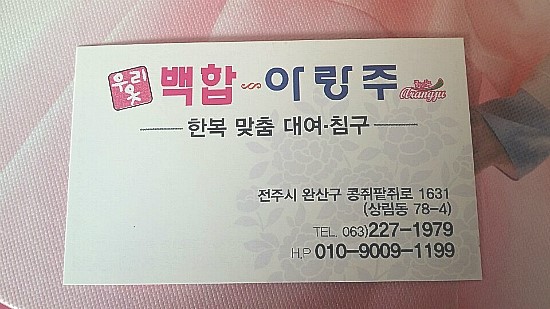 우리옷 백합~아랑주 Arangju
한복 맞춤 대여·침구
전주시 완산구 콩쥐팥쥐로 1631
(상림동 78-4)
TEL. 063)227-1979
H.P 010-9009-1199